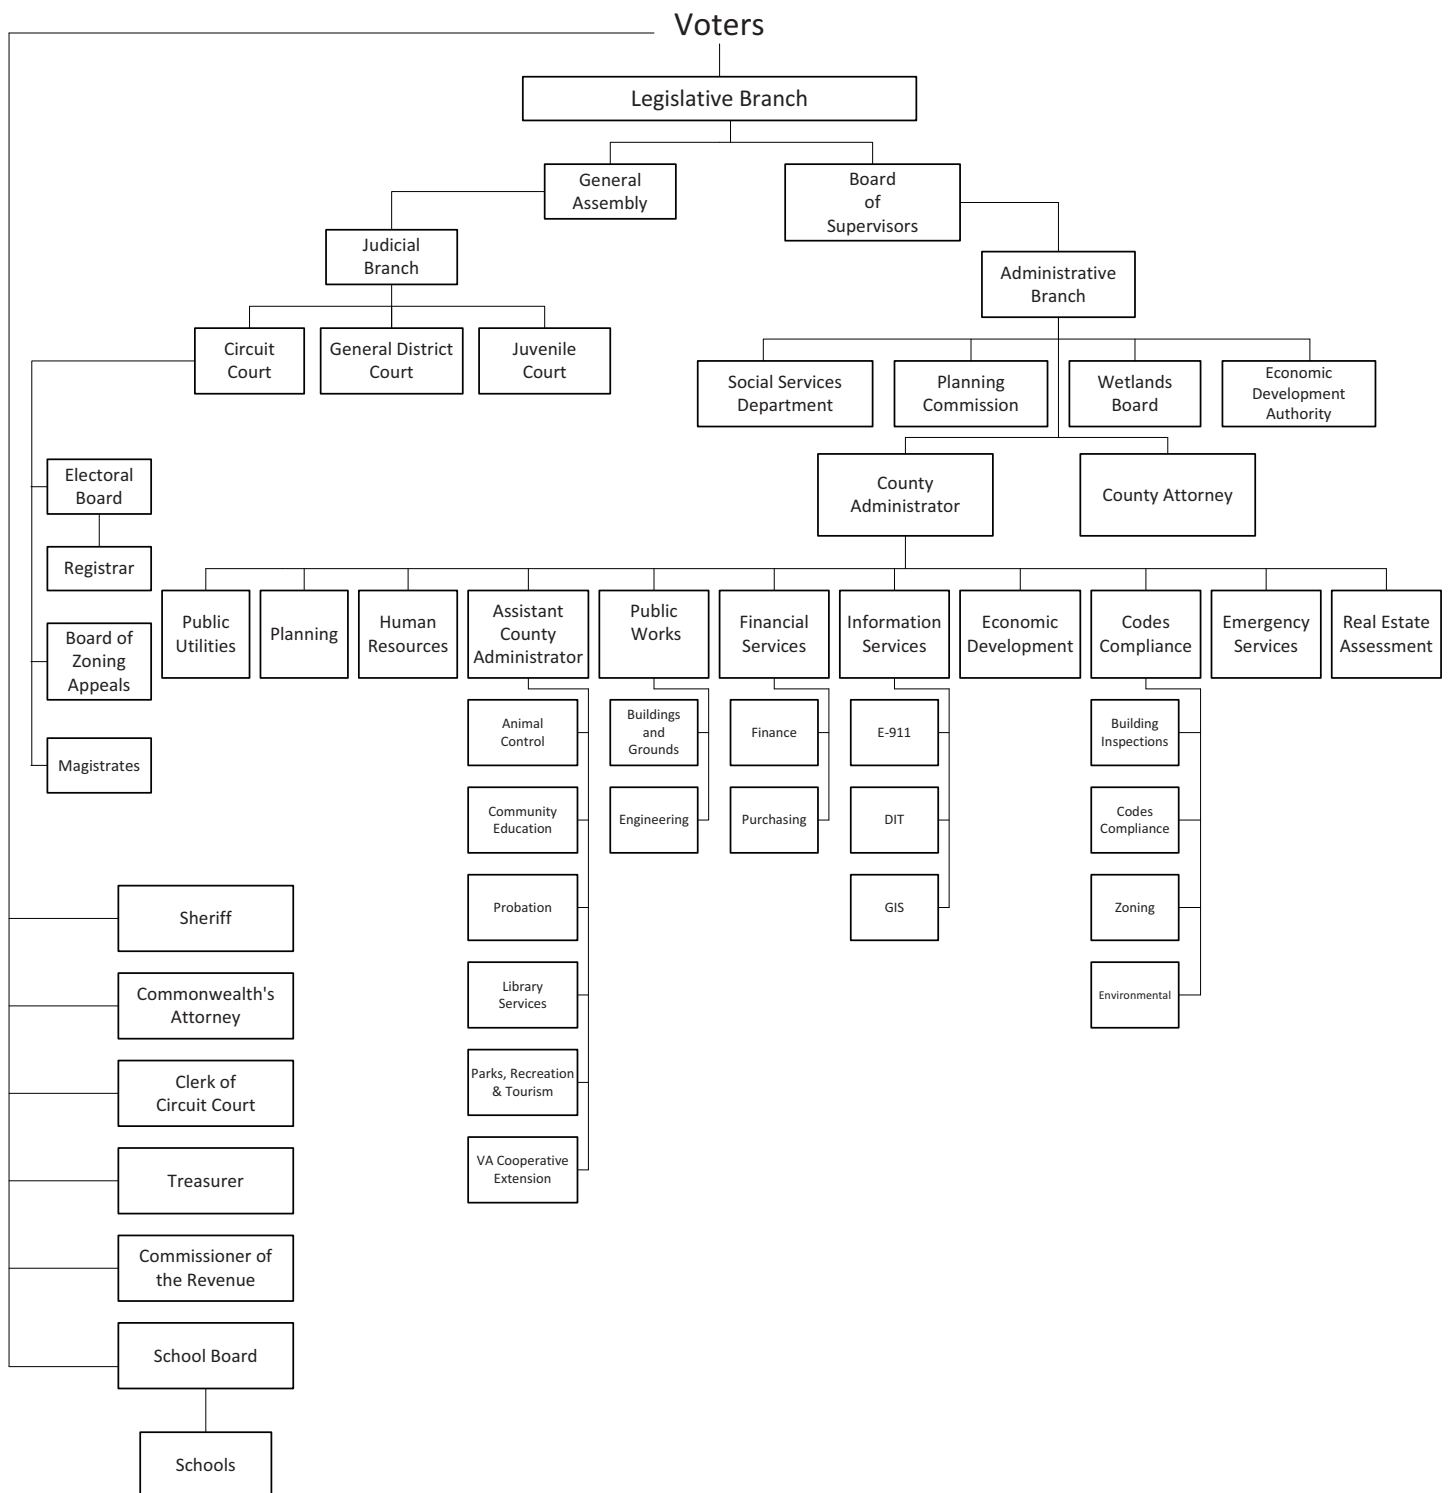 Voters
Legislative Branch
General
Assembly
Board
of
Supervisors
Judicial
Branch
Administrative
Branch
Circuit
Court
General District
Court
Juvenile
Court
Social Services
Department
Planning
Commission
Wetlands
Board
Economic
Development
Authority
Electoral
Board
County
Administrator
County Attorney
Registrar
Public
Utilities
Planning
Human
Resources
Assistant
County
Administrator
Public
Works
Financial
Services
Information
Services
Economic
Development
Codes
Compliance
Emergency
Services
Real Estate
Assessment
Board of
Zoning
Appeals
Magistrates
Animal
Control
Buildings
and
Grounds
Finance
E-911
Building
Inspections
Community
Education
Engineering
Purchasing
DIT
Codes
Compliance
Probation
GIS
Zoning
Library
Services
Environmental
Parks, Recreation
& Tourism
VA Cooperative
Extension
Sheriff
Commonwealth's
Attorney
Clerk of
Circuit Court
Treasurer
Commissioner of
the Revenue
School Board
Schools